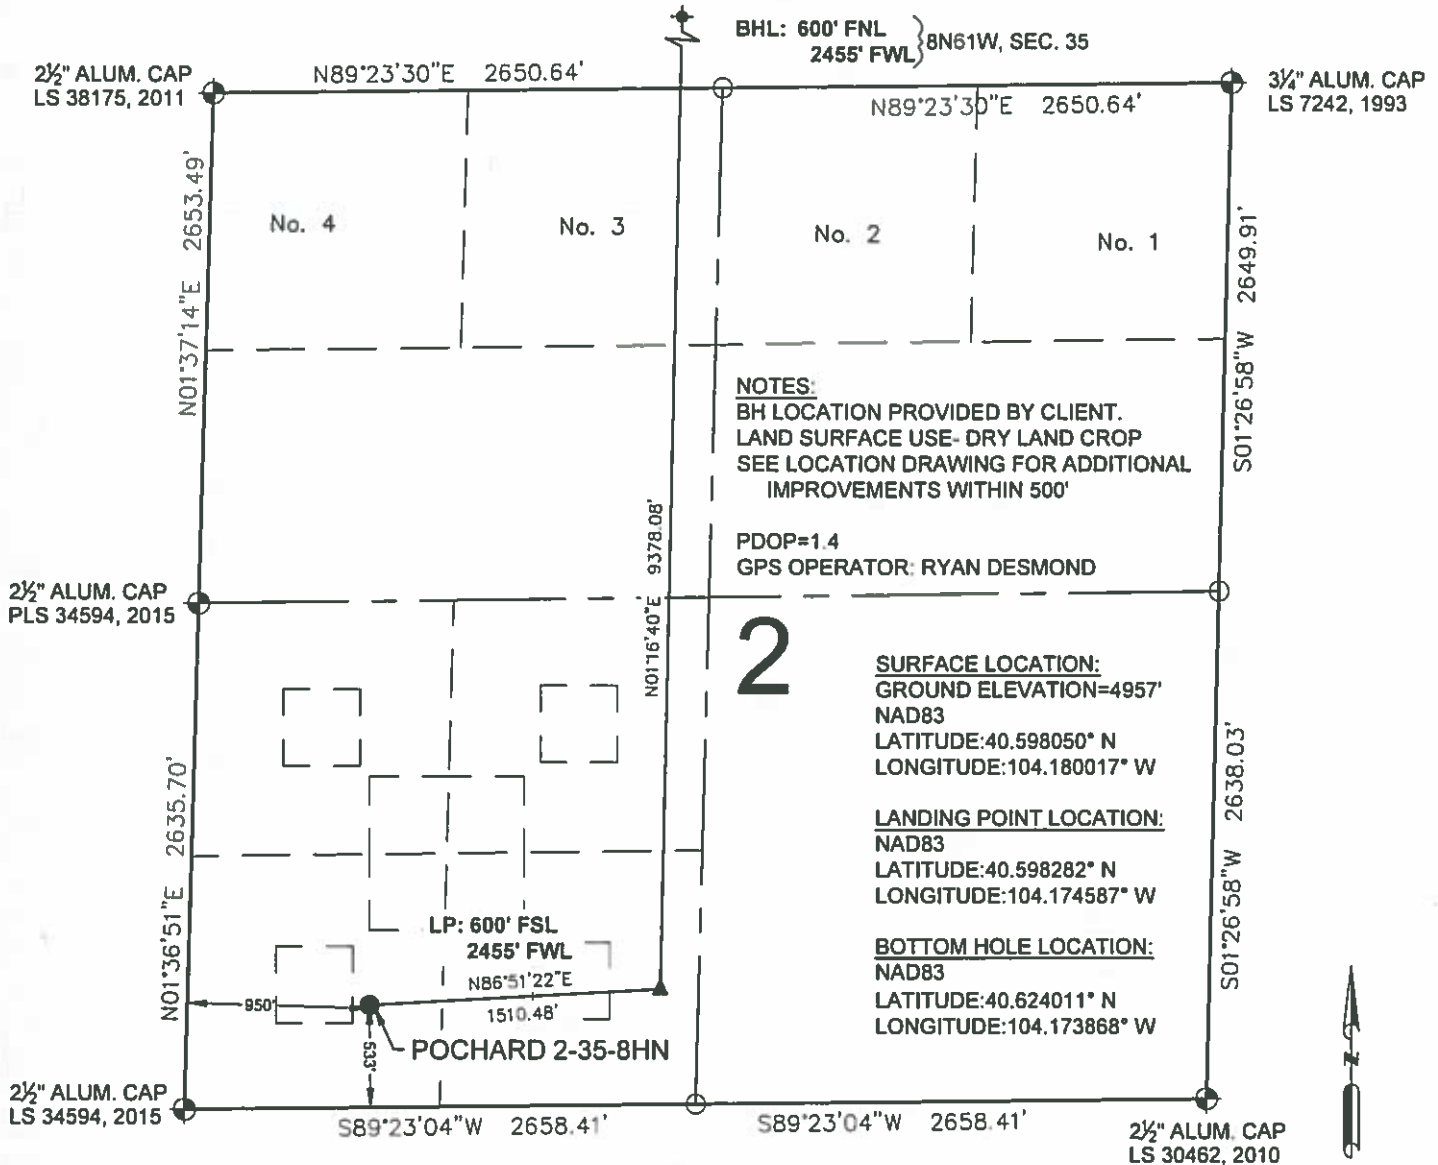 BHL: 600' FNL
2455' FWL
8N61W, SEC. 35
2½" ALUM. CAP
LS 38175, 2011
N89°23'30"E 2650.64'
N89°23'30"E 2650.64'
3¼" ALUM. CAP
LS 7242, 1993
N01°37'14"E 2653.49'
No. 4
No. 3
No. 2
No. 1
S01°26'58"W 2649.91'
NOTES:
BH LOCATION PROVIDED BY CLIENT.
LAND SURFACE USE- DRY LAND CROP
SEE LOCATION DRAWING FOR ADDITIONAL
IMPROVEMENTS WITHIN 500'
PDOP=1.4
GPS OPERATOR: RYAN DESMOND
N01°16'40"E 9378.08'
2½" ALUM. CAP
PLS 34594, 2015
2
SURFACE LOCATION:
GROUND ELEVATION=4957'
NAD83
LATITUDE:40.598050° N
LONGITUDE:104.180017° W
LANDING POINT LOCATION:
NAD83
LATITUDE:40.598282° N
LONGITUDE:104.174587° W
BOTTOM HOLE LOCATION:
NAD83
LATITUDE:40.624011° N
LONGITUDE:104.173868° W
N01°36'51"E 2635.70'
S01°26'58"W 2638.03'
LP: 600' FSL
2455' FWL
N86°51'22"E
1510.48'
950'
533'
POCHARD 2-35-8HN
2½" ALUM. CAP
LS 34594, 2015
S89°23'04"W 2658.41'
S89°23'04"W 2658.41'
2½" ALUM. CAP
LS 30462, 2010
N